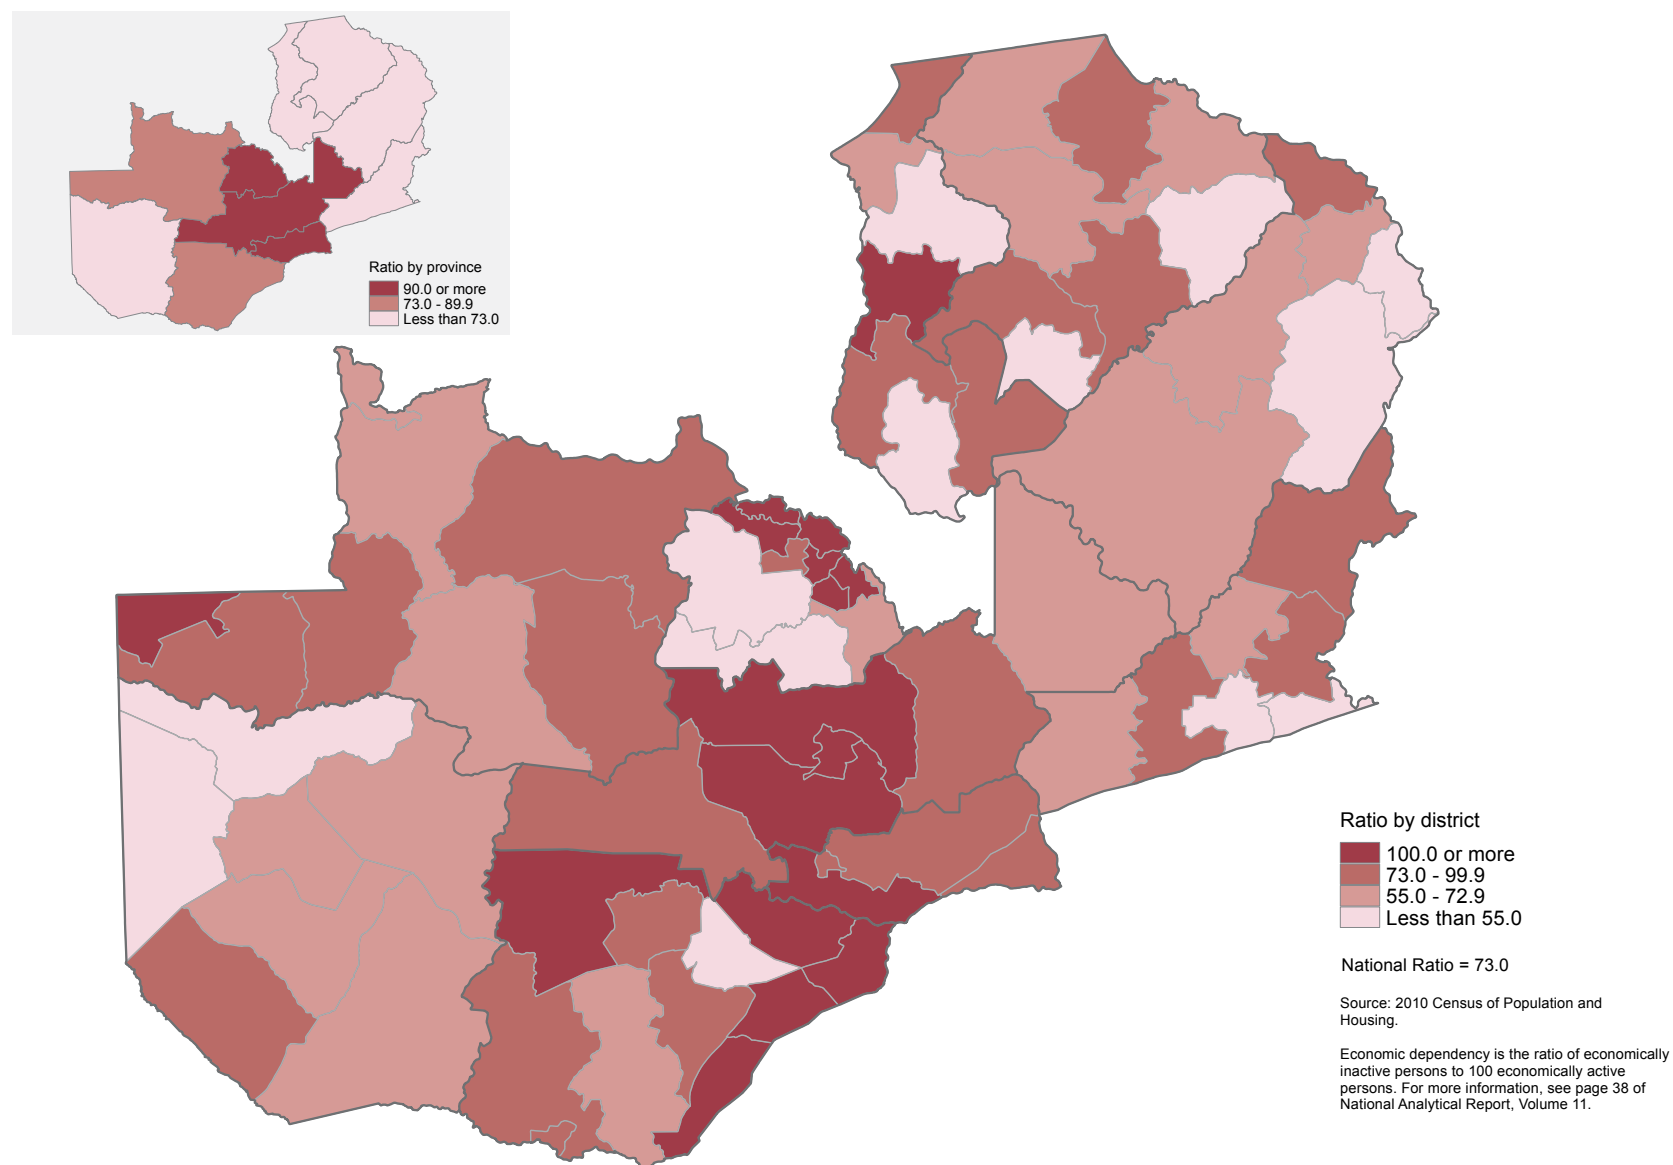 Ratio by province
90.0 or more
73.0 - 89.9
Less than 73.0
Ratio by district
100.0 or more
73.0 - 99.9
55.0 - 72.9
Less than 55.0
National Ratio = 73.0
Source: 2010 Census of Population and
Housing.
Economic dependency is the ratio of economically
inactive persons to 100 economically active
persons. For more information, see page 38 of
National Analytical Report, Volume 11.